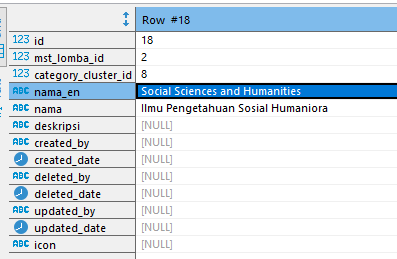 Row #18
123 id 18
123 mst_lomba_id 2
123 category_cluster_id 8
ABC nama_en Social Sciences and Humanities
ABC nama Ilmu Pengetahuan Sosial Humaniora
ABC deskripsi [NULL]
ABC created_by [NULL]
created_date [NULL]
ABC deleted_by [NULL]
deleted_date [NULL]
ABC updated_by [NULL]
updated_date [NULL]
ABC icon [NULL]